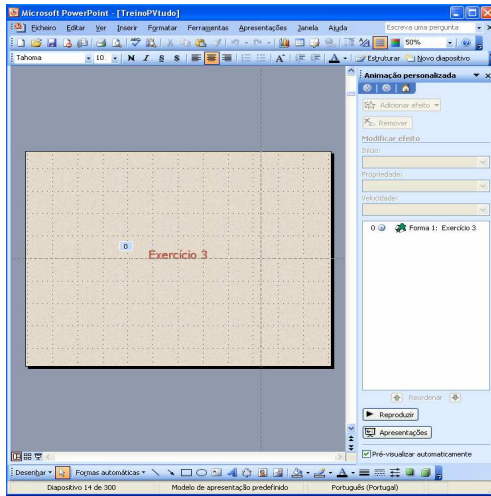 Microsoft PowerPoint - [TreinoPVtudo]
Ficheiro Editar Ver Inserir Formatar Ferramentas Apresentações Janela Ajuda Escreva uma pergunta
50%
Tahoma 10 N I S S Estruturar Novo diapositivo
Animação personalizada
Adicionar efeito
Remover
Modificar efeito
Início:
Propriedade:
Velocidade:
0 Forma 1: Exercício 3
0
Exercício 3
Reordenar
Reproduzir
Apresentações
Pré-visualizar automaticamente
Desenhar Formas automáticas
Diapositivo 14 de 300 Modelo de apresentação predefinido Português (Portugal)